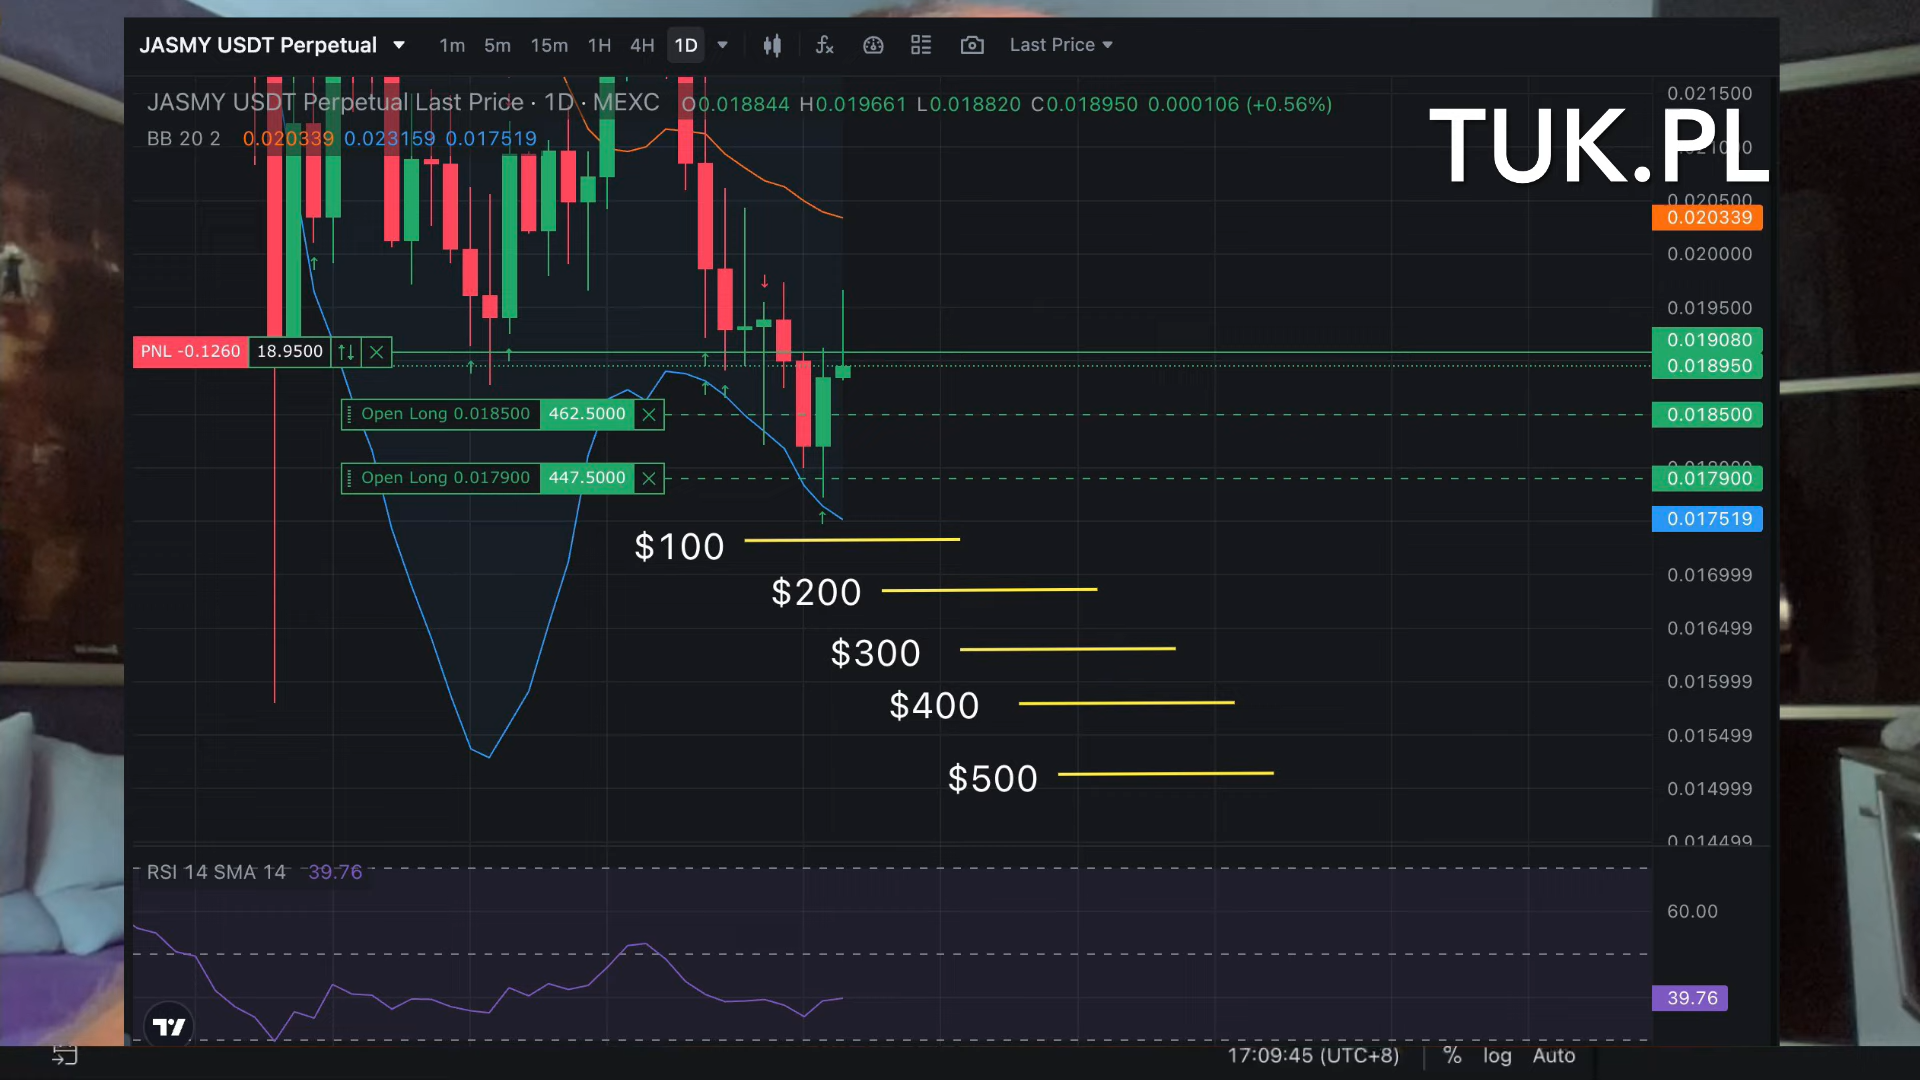 JASMY USDT Perpetual 1m 5m 15m 1H 4H 1D Last Price
JASMY USDT Perpetual Last Price · 1D · MEXC O0.018844 H0.019661 L0.018820 C0.018950 0.000106 (+0.56%)
BB 20 2 0.020339 0.023159 0.017519
TUK.PL
0.021500
0.020500
0.020339
0.020000
0.019500
0.019080
PNL -0.1260 18.9500
0.018950
Open Long 0.018500 462.5000
0.018500
Open Long 0.017900 447.5000
0.017900
0.017519
$100
0.016999
$200
0.016499
$300
0.015999
$400
0.015499
$500
0.014999
0.014499
RSI 14 SMA 14 39.76
60.00
39.76
17:09:45 (UTC+8) % log Auto